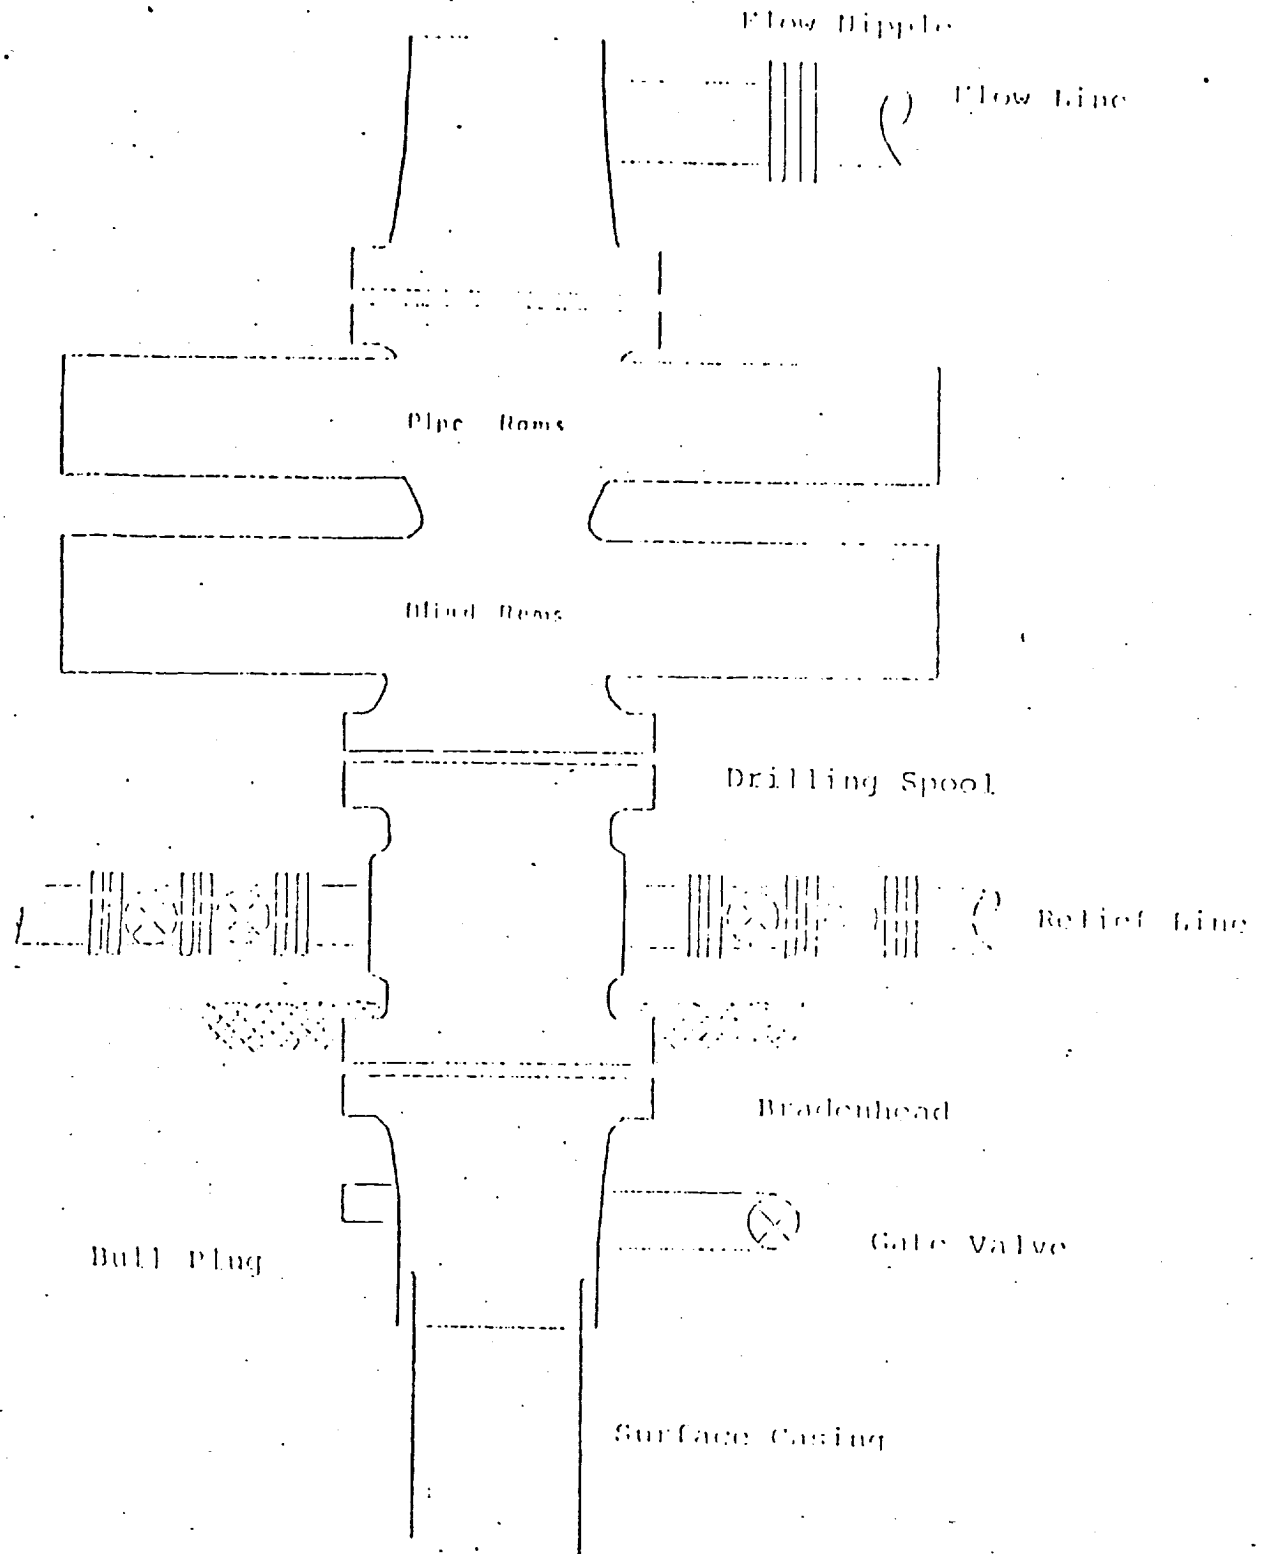 Flow Nipple
Flow Line
Pipe Rams
Blind Rams
Drilling Spool
Relief Line
Bradenhead
Gate Valve
Bull Plug
Surface Casing